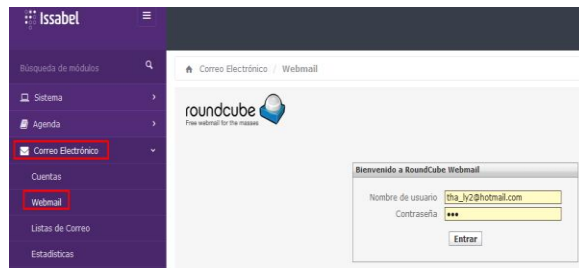 Issabel
Búsqueda de módulos
Sistema
Agenda
Correo Electrónico
Cuentas
Webmail
Listas de Correo
Estadísticas
Correo Electrónico / Webmail
roundcube
Free webmail for the masses
Bienvenido a RoundCube Webmail
Nombre de usuario tha_ly2@hotmail.com
Contraseña •••
Entrar